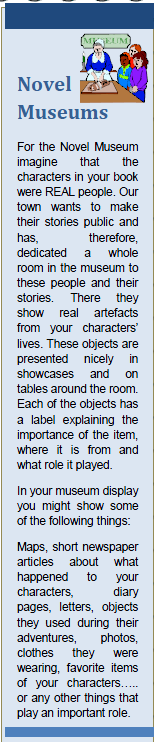 MUSEUM
Novel
Museums
For the Novel Museum
imagine that the
characters in your book
were REAL people. Our
town wants to make
their stories public and
has, therefore,
dedicated a whole
room in the museum to
these people and their
stories. There they
show real artefacts
from your characters'
lives. These objects are
presented nicely in
showcases and on
tables around the room.
Each of the objects has
a label explaining the
importance of the item,
where it is from and
what role it played.
In your museum display
you might show some
of the following things:
Maps, short newspaper
articles about what
happened to your
characters, diary
pages, letters, objects
they used during their
adventures, photos,
clothes they were
wearing, favorite items
of your characters…..
or any other things that
play an important role.